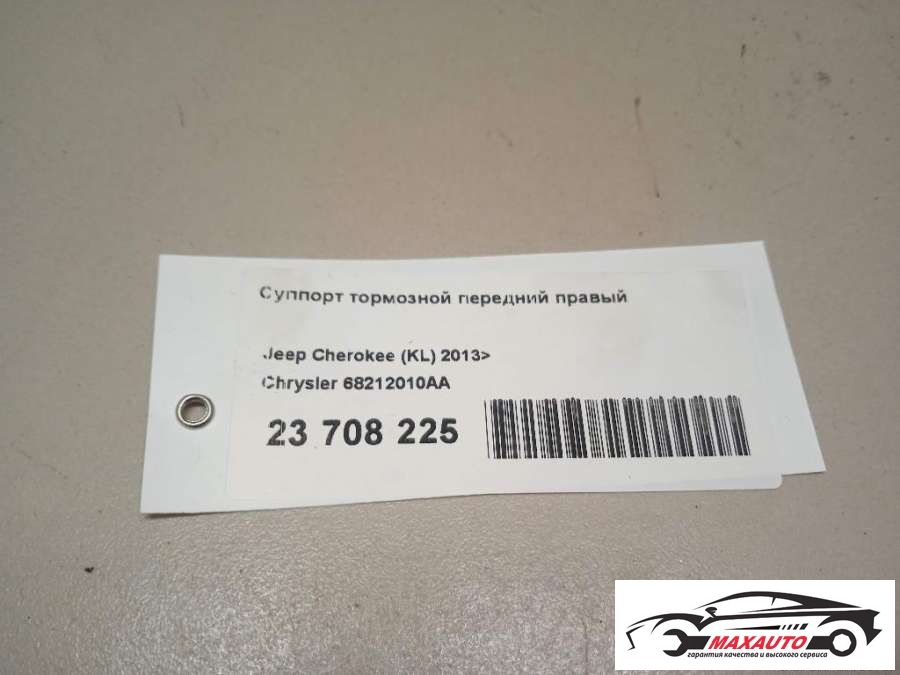 Суппорт тормозной передний правый
Jeep Cherokee (KL) 2013>
Chrysler 68212010AA
23 708 225
MAXAUTO
гарантия качества и высокого сервиса